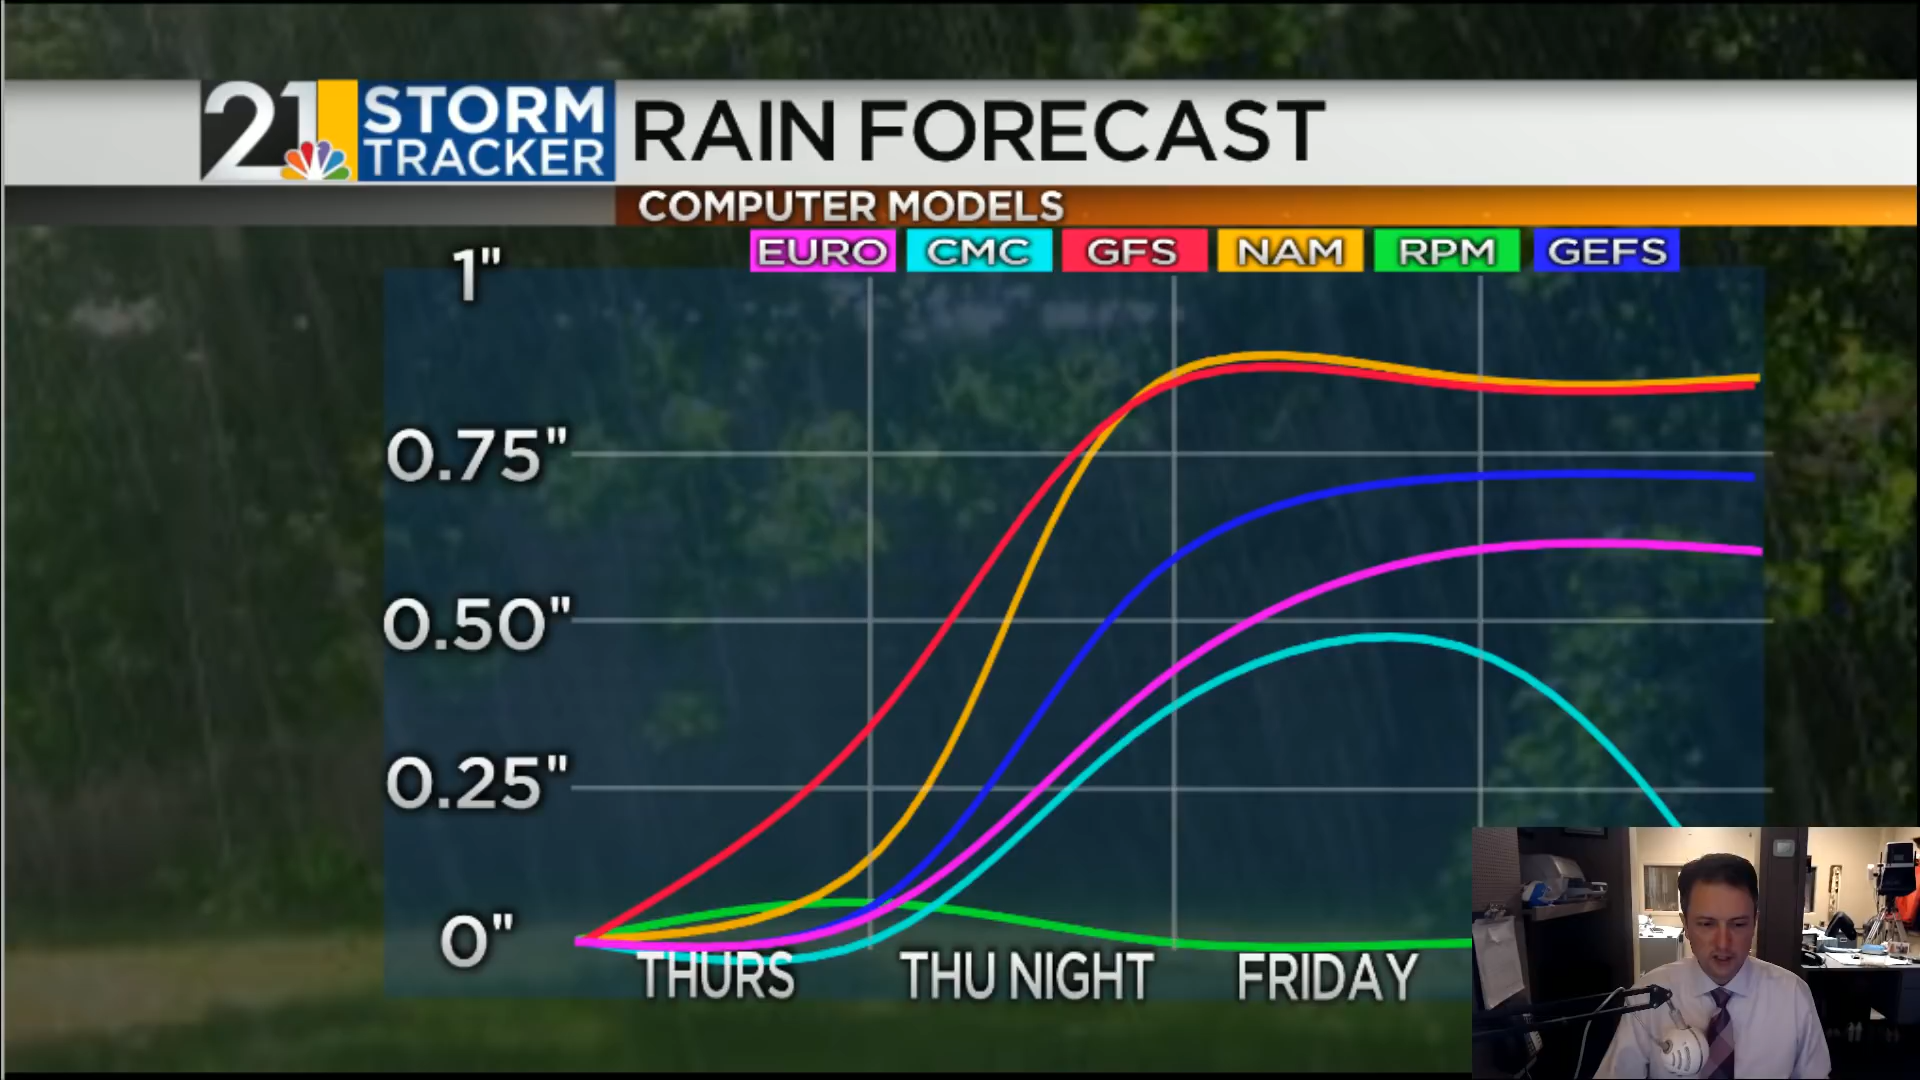 21 STORM TRACKER RAIN FORECAST
COMPUTER MODELS
EURO CMC GFS NAM RPM GEFS
1"
0.75"
0.50"
0.25"
0"
THURS THU NIGHT FRIDAY